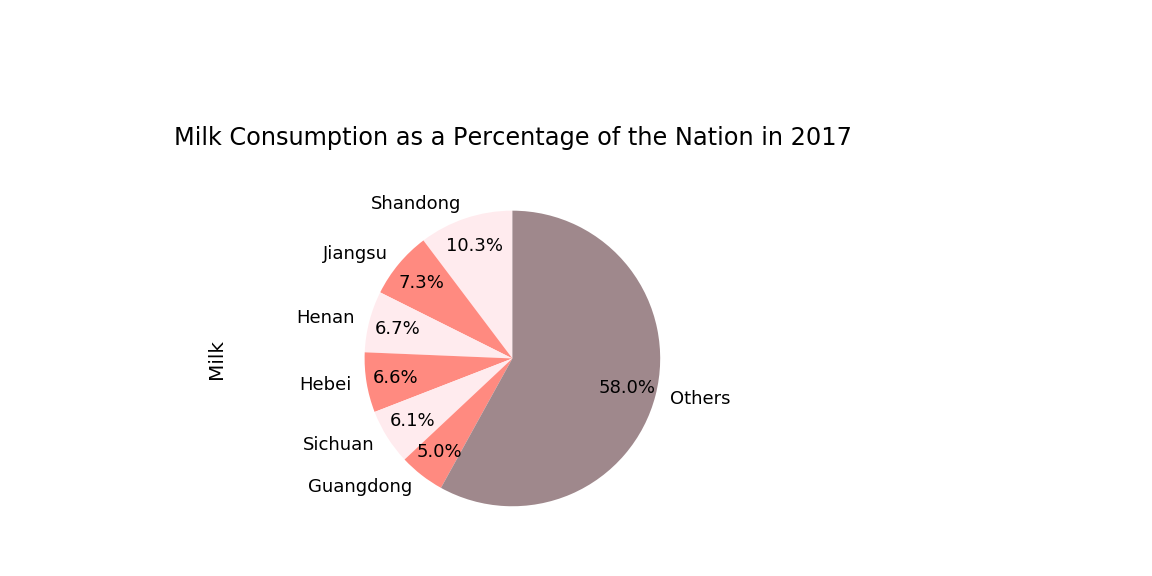 Milk Consumption as a Percentage of the Nation in 2017
Shandong
10.3%
Jiangsu
7.3%
Henan
6.7%
Hebei
6.6%
Sichuan
6.1%
Guangdong
5.0%
58.0%
Others
Milk